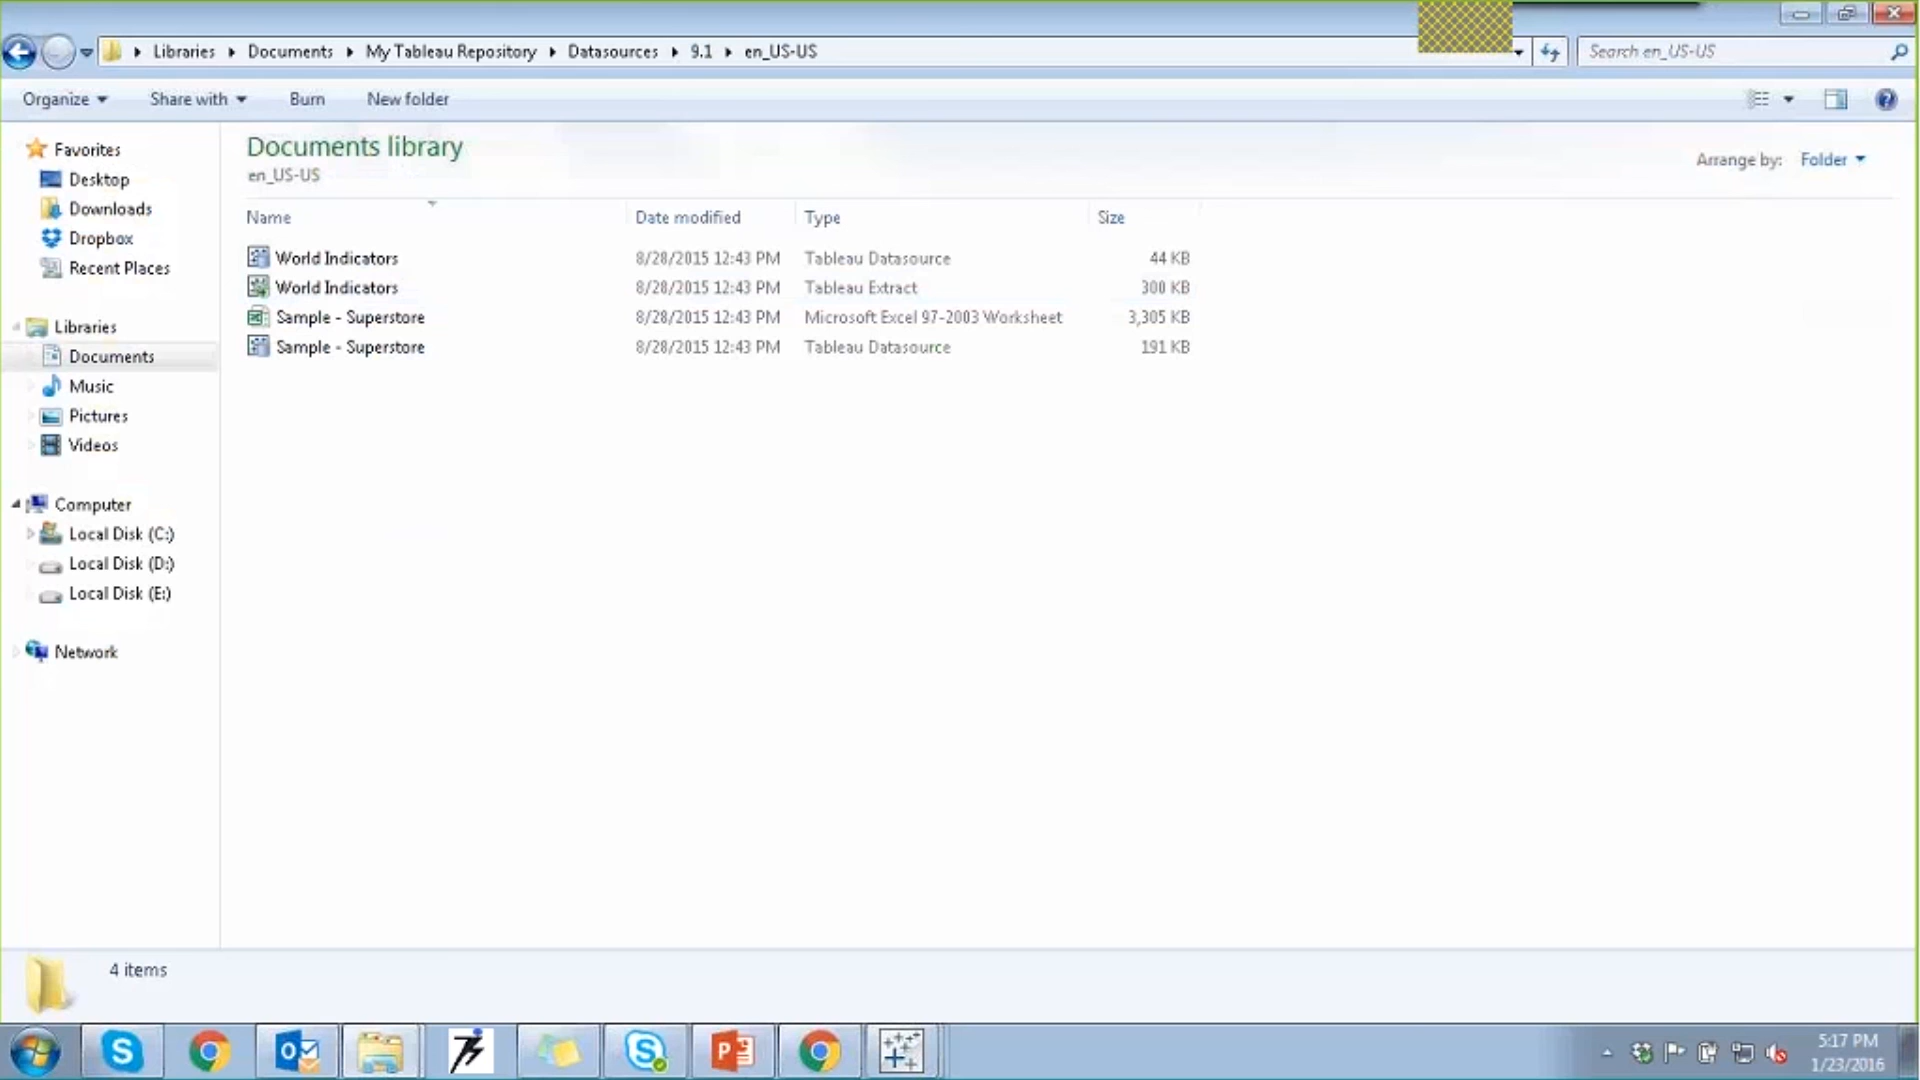 Libraries Documents My Tableau Repository Datasources 9.1 en_US-US
Search en_US-US
Organize Share with Burn New folder
Documents library
en_US-US
Arrange by: Folder
Name Date modified Type Size
World Indicators 8/28/2015 12:43 PM Tableau Datasource 44 KB
World Indicators 8/28/2015 12:43 PM Tableau Extract 300 KB
Sample - Superstore 8/28/2015 12:43 PM Microsoft Excel 97-2003 Worksheet 3,305 KB
Sample - Superstore 8/28/2015 12:43 PM Tableau Datasource 191 KB
Favorites
Desktop
Downloads
Dropbox
Recent Places
Libraries
Documents
Music
Pictures
Videos
Computer
Local Disk (C:)
Local Disk (D:)
Local Disk (E:)
Network
4 items
5:17 PM
1/23/2016